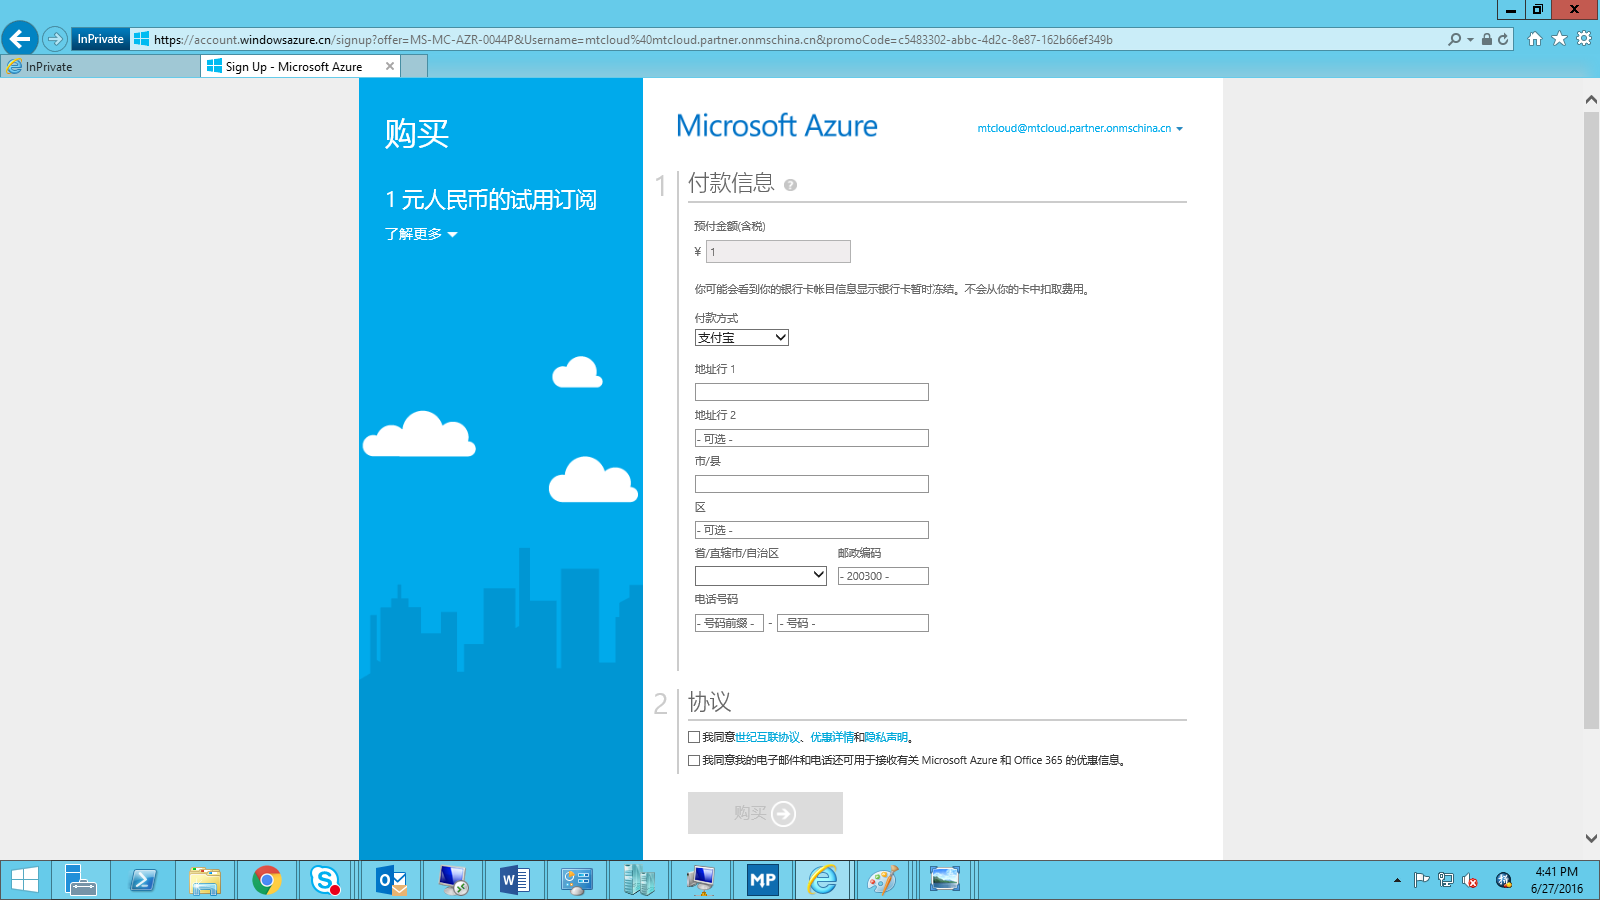 InPrivate
https://account.windowsazure.cn/signup?offer=MS-MC-AZR-0044P&Username=mtcloud%40mtcloud.partner.onmschina.cn&promoCode=c5483302-abbc-4d2c-8e87-162b66ef349b
InPrivate
Sign Up - Microsoft Azure
购买
1 元人民币的试用订阅
了解更多
Microsoft Azure
mtcloud@mtcloud.partner.onmschina.cn
1 付款信息 ?
预付金额(含税)
¥ 1
你可能会看到你的银行卡帐目信息显示银行卡暂时冻结。不会从你的卡中扣取费用。
付款方式
支付宝
地址行 1
地址行 2
- 可选 -
市/县
区
- 可选 -
省/直辖市/自治区 邮政编码
- 200300 -
电话号码
- 号码前缀 - - - 号码 -
2 协议
我同意世纪互联协议、优惠详情和隐私声明。
我同意我的电子邮件和电话还可用于接收有关 Microsoft Azure 和 Office 365 的优惠信息。
购买
MP
4:41 PM
6/27/2016